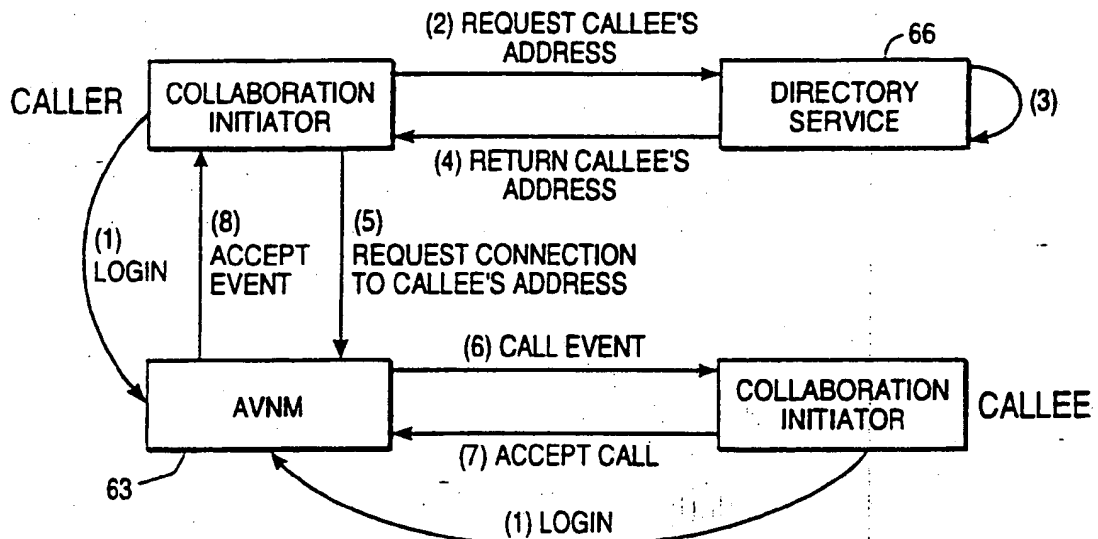 (2) REQUEST CALLEE'S
ADDRESS
66
CALLER
COLLABORATION
INITIATOR
DIRECTORY
SERVICE
(3)
(4) RETURN CALLEE'S
ADDRESS
(1)
LOGIN
(8)
ACCEPT
EVENT
(5)
REQUEST CONNECTION
TO CALLEE'S ADDRESS
(6) CALL EVENT
AVNM
COLLABORATION
INITIATOR
CALLEE
(7) ACCEPT CALL
63
(1) LOGIN